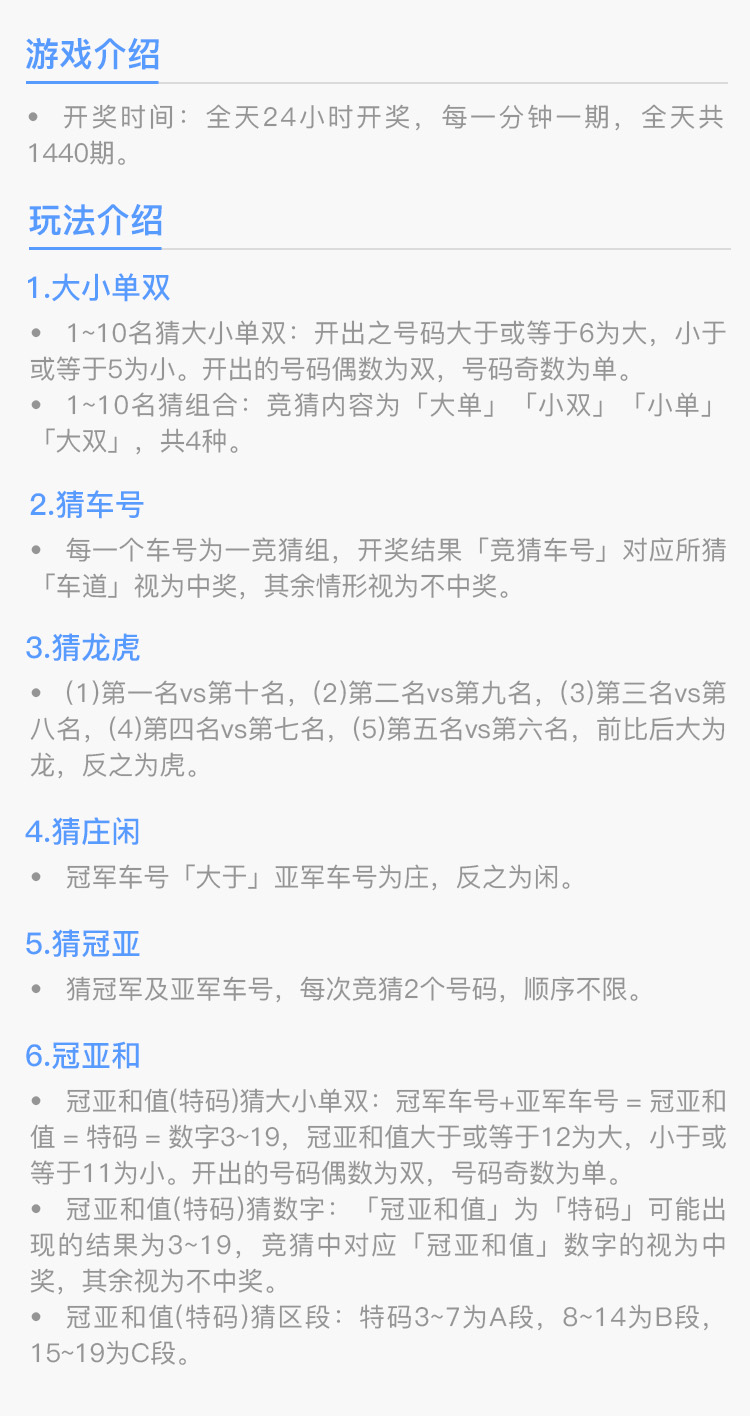 游戏介绍
• 开奖时间：全天24小时开奖，每一分钟一期，全天共
1440期。
玩法介绍
1.大小单双
• 1~10名猜大小单双：开出之号码大于或等于6为大，小于
或等于5为小。开出的号码偶数为双，号码奇数为单。
• 1~10名猜组合：竞猜内容为「大单」「小双」「小单」
「大双」，共4种。
2.猜车号
• 每一个车号为一竞猜组，开奖结果「竞猜车号」对应所猜
「车道」视为中奖，其余情形视为不中奖。
3.猜龙虎
• (1)第一名vs第十名，(2)第二名vs第九名，(3)第三名vs第
八名，(4)第四名vs第七名，(5)第五名vs第六名，前比后大为
龙，反之为虎。
4.猜庄闲
• 冠军车号「大于」亚军车号为庄，反之为闲。
5.猜冠亚
• 猜冠军及亚军车号，每次竞猜2个号码，顺序不限。
6.冠亚和
• 冠亚和值(特码)猜大小单双：冠军车号+亚军车号 = 冠亚和
值 = 特码 = 数字3~19，冠亚和值大于或等于12为大，小于或
等于11为小。开出的号码偶数为双，号码奇数为单。
• 冠亚和值(特码)猜数字：「冠亚和值」为「特码」可能出
现的结果为3~19，竞猜中对应「冠亚和值」数字的视为中
奖，其余视为不中奖。
• 冠亚和值(特码)猜区段：特码3~7为A段，8~14为B段，
15~19为C段。